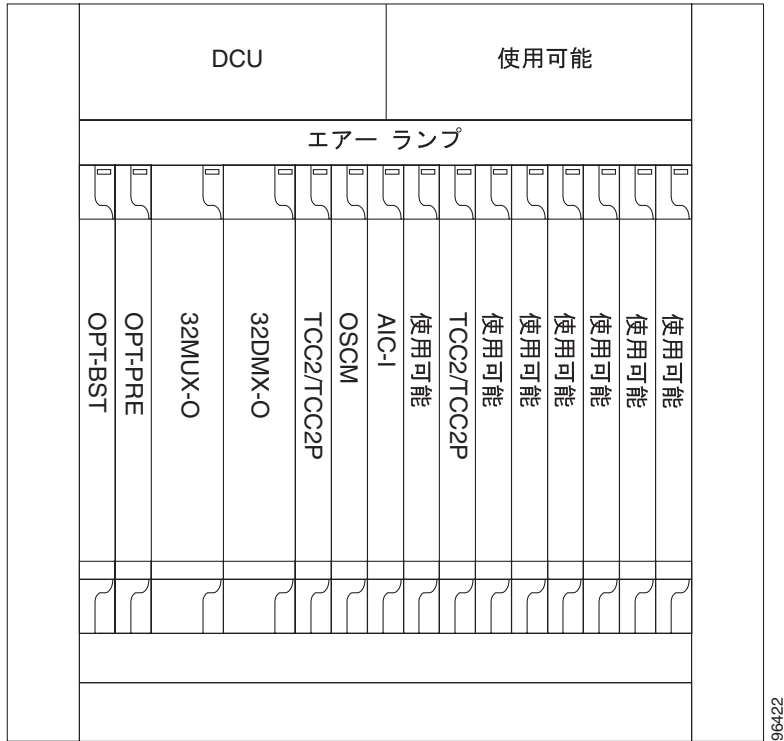 DCU
使用可能
エアー ランプ
OPT-BST
OPT-PRE
32MUX-O
32DMX-O
TCC2/TCC2P
OSCM
AIC-I
使用可能
TCC2/TCC2P
使用可能
使用可能
使用可能
使用可能
使用可能
使用可能
96422